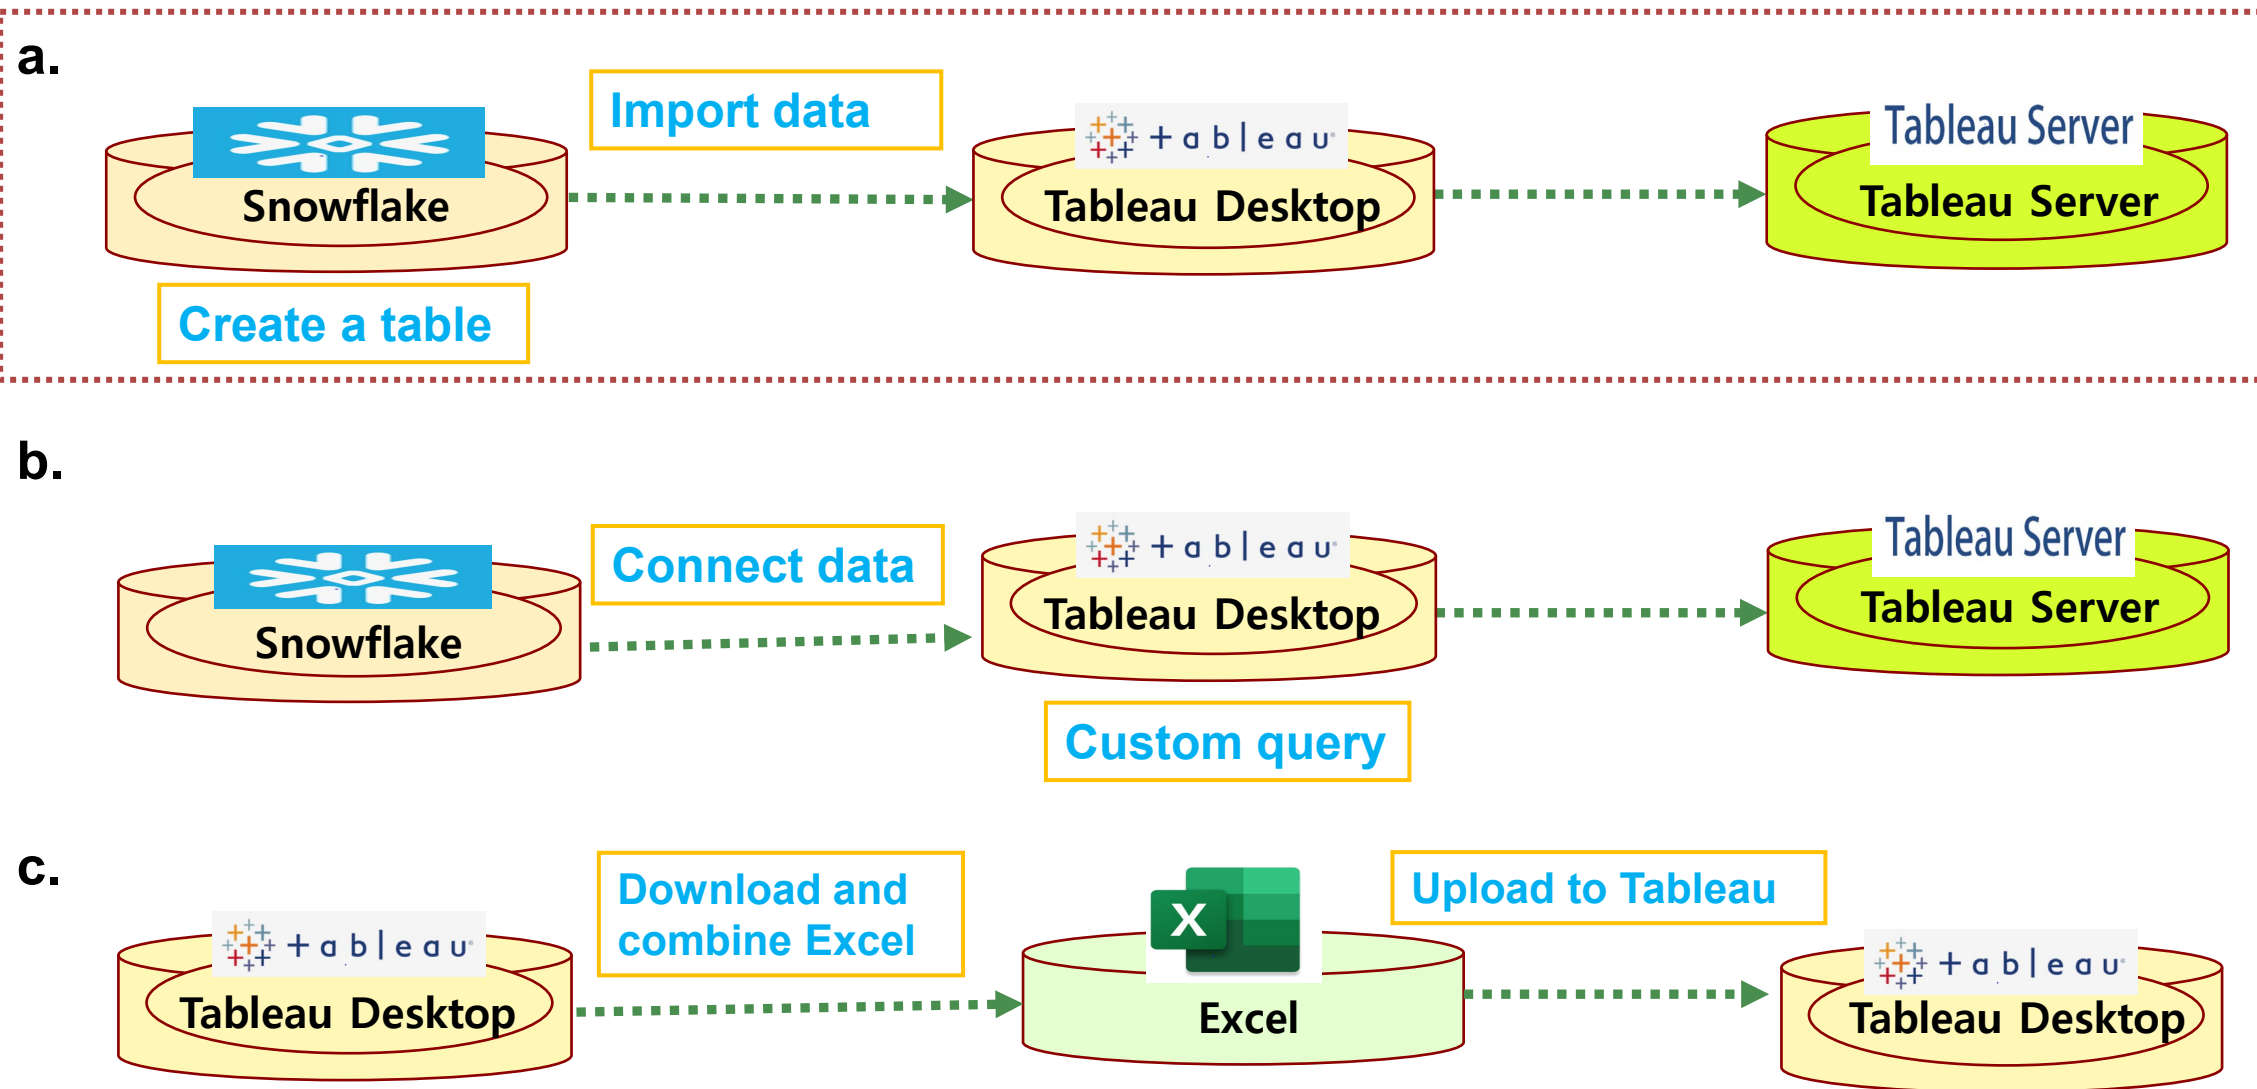 a.
Import data
+ableau
Tableau Server
Snowflake
Tableau Desktop
Tableau Server
Create a table
b.
Connect data
+ableau
Tableau Server
Snowflake
Tableau Desktop
Tableau Server
Custom query
c.
Download and
combine Excel
Upload to Tableau
+ableau
X
+ableau
Tableau Desktop
Excel
Tableau Desktop